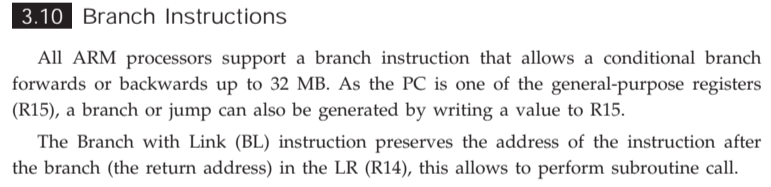 3.10 Branch Instructions
All ARM processors support a branch instruction that allows a conditional branch
forwards or backwards up to 32 MB. As the PC is one of the general-purpose registers
(R15), a branch or jump can also be generated by writing a value to R15.
The Branch with Link (BL) instruction preserves the address of the instruction after
the branch (the return address) in the LR (R14), this allows to perform subroutine call.